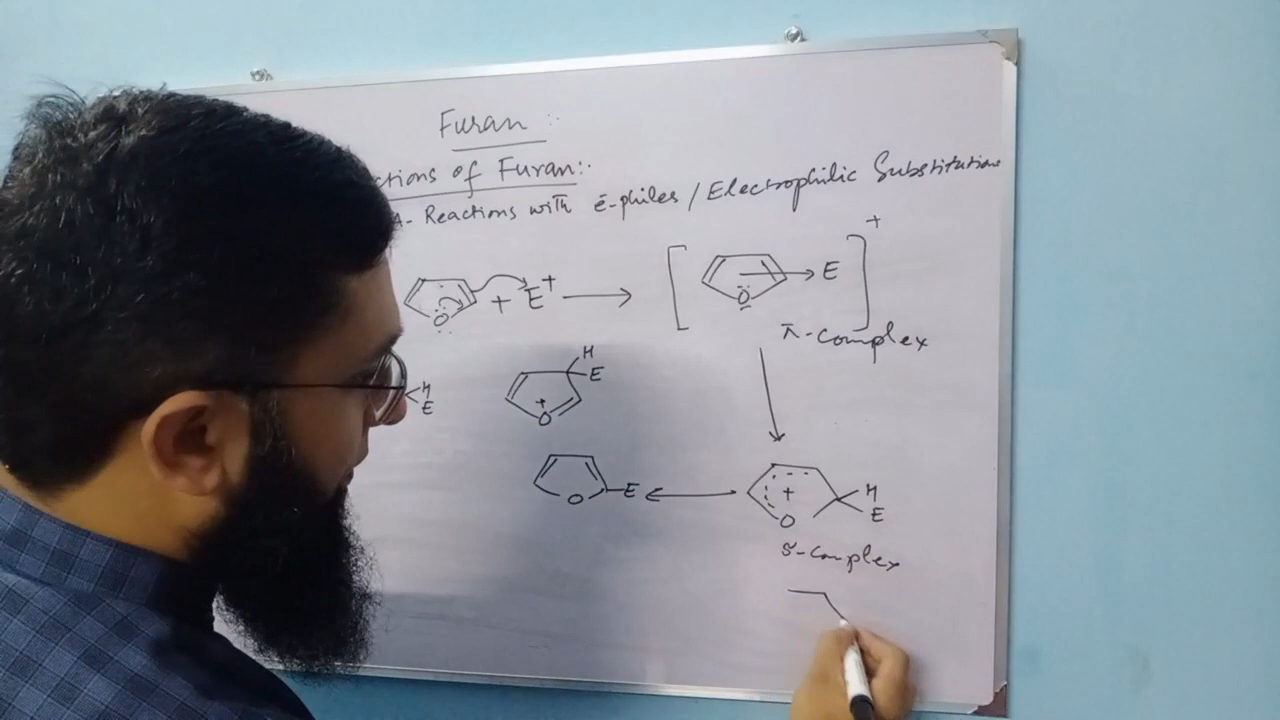 Furan :-
ctions of Furan:-
A- Reactions with ē-philes / Electrophilic Substitution
O + E+ → [ O → E ]+
π-complex
H
E
H
E
+
O
O
E
+
O
H
E
σ-complex